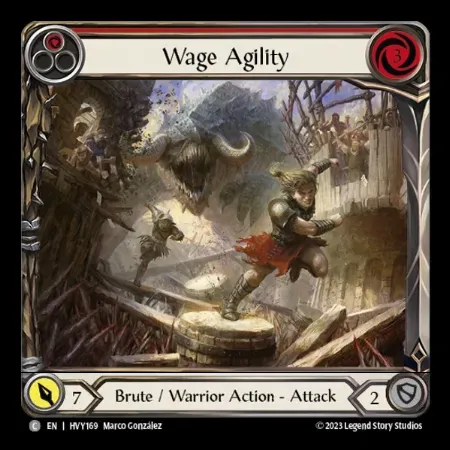 Wage Agility
3
7
Brute / Warrior Action - Attack
2
C EN | HVY169 Marco González
©2023 Legend Story Studios